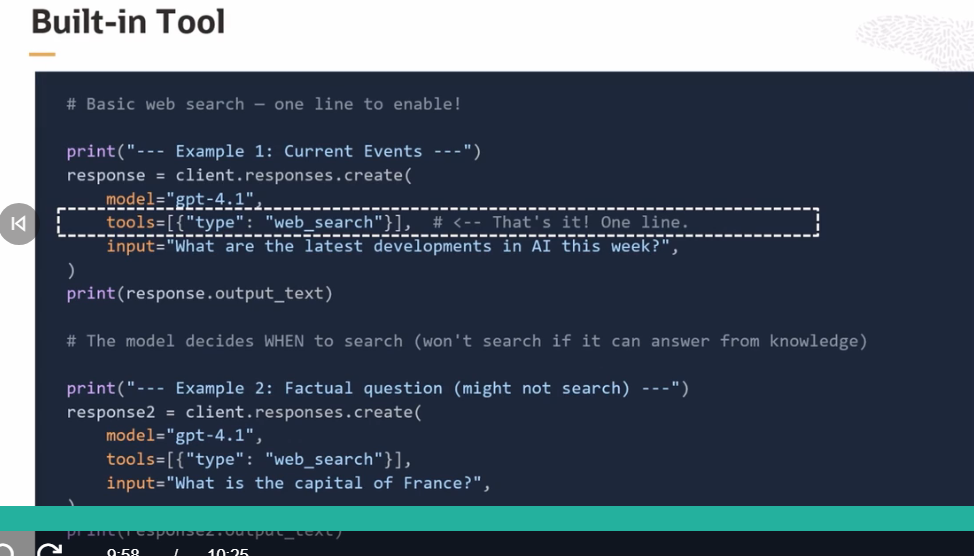 Built-in Tool
# Basic web search — one line to enable!
print("--- Example 1: Current Events ---")
response = client.responses.create(
model="gpt-4.1",
tools=[{"type": "web_search"}],  # <-- That's it! One line.
input="What are the latest developments in AI this week?",
)
print(response.output_text)
# The model decides WHEN to search (won't search if it can answer from knowledge)
print("--- Example 2: Factual question (might not search) ---")
response2 = client.responses.create(
model="gpt-4.1",
tools=[{"type": "web_search"}],
input="What is the capital of France?",
)
print(response2.output_text)
9:58 / 10:25